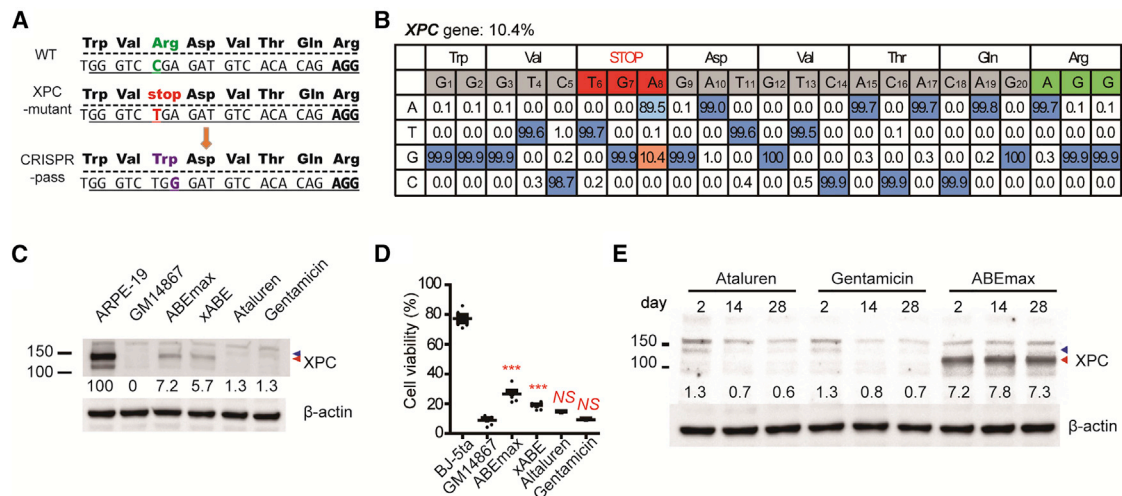 A
Trp Val Arg Asp Val Thr Gln Arg
WT
TGG GTC CGA GAT GTC ACA CAG AGG
Trp Val stop Asp Val Thr Gln Arg
XPC
-mutant
TGG GTC TGA GAT GTC ACA CAG AGG
Trp Val Trp Asp Val Thr Gln Arg
CRISPR
-pass
TGG GTC TGG GAT GTC ACA CAG AGG
B
XPC gene: 10.4%
Trp Val STOP Asp Val Thr Gln Arg
G1 G2 G3 T4 C5 T6 G7 A8 G9 A10 T11 G12 T13 C14 A15 C16 A17 C18 A19 G20 A G G
A 0.1 0.1 0.1 0.0 0.1 0.0 0.0 89.5 0.1 99.0 0.0 0.0 0.0 0.0 99.7 0.0 99.7 0.0 99.8 0.0 99.7 0.1 0.1
T 0.0 0.0 0.0 99.6 1.0 99.7 0.0 0.1 0.0 0.0 99.6 0.0 99.5 0.0 0.0 0.1 0.0 0.0 0.0 0.0 0.0 0.0 0.0
G 99.9 99.9 99.9 0.0 0.2 0.0 99.9 10.4 99.9 1.0 0.0 100 0.0 0.0 0.3 0.0 0.2 0.0 0.2 100 0.3 99.9 99.9
C 0.0 0.0 0.0 0.3 98.7 0.2 0.0 0.0 0.0 0.0 0.4 0.0 0.5 99.9 0.0 99.9 0.0 99.9 0.0 0.0 0.0 0.0 0.0
C
ARPE-19
GM14867
ABEmax
xABE
Ataluren
Gentamicin
150
100
XPC
100 0 7.2 5.7 1.3 1.3
β-actin
D
Cell viability (%)
100
80
60
40
20
0
***
***
NS
NS
BJ-5ta
GM14867
ABEmax
xABE
Altaluren
Gentamicin
E
Ataluren Gentamicin ABEmax
day 2 14 28 2 14 28 2 14 28
150
100
XPC
1.3 0.7 0.6 1.3 0.8 0.7 7.2 7.8 7.3
β-actin